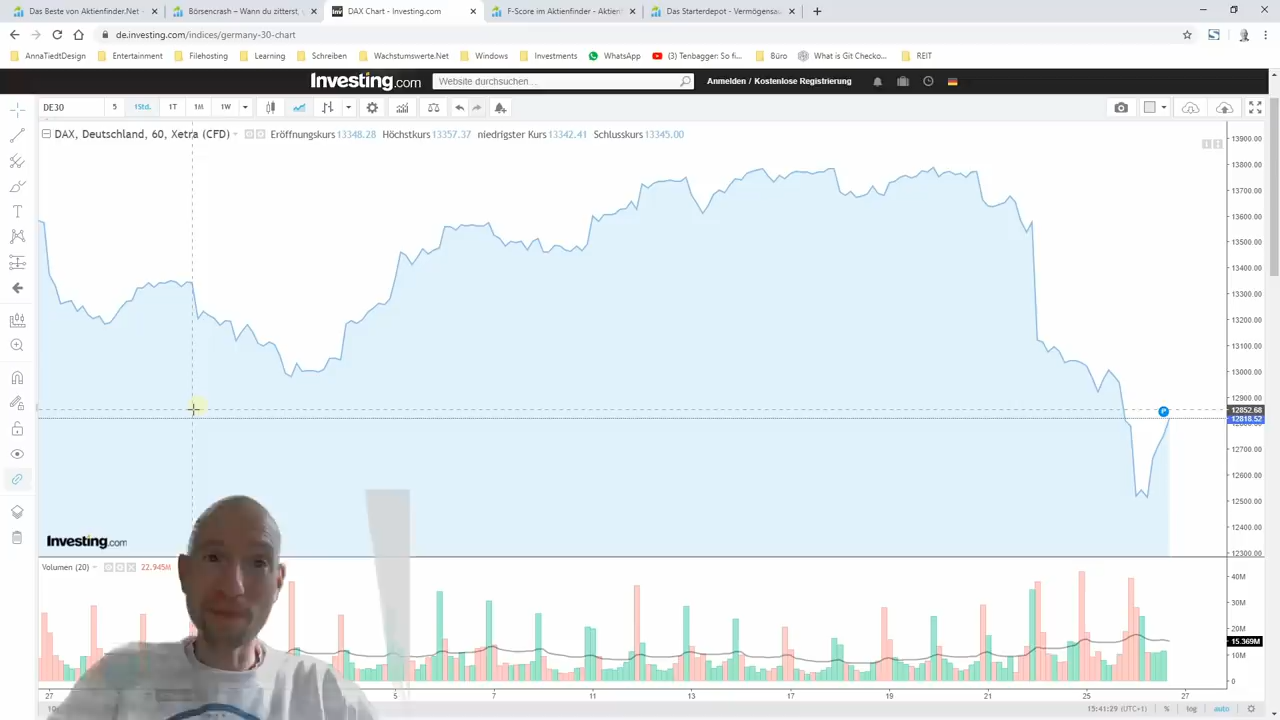 Das Beste von Aktienfinder.Net -
Börsencrash – Wann du zitterst,
DAX Chart - Investing.com
F-Score im Aktienfinder - Aktien
Das Starterdepot - Vermögensau
de.investing.com/indices/germany-30-chart
AnnaTiedtDesign
Entertainment
Filehosting
Learning
Schreiben
Wachstumswerte.Net
Windows
Investments
WhatsApp
(3) Tenbagger: So fi...
Büro
What is Git Checko...
REIT
Investing.com
Website durchsuchen...
Anmelden / Kostenlose Registrierung
DE30
5
1Std.
1T
1M
1W
DAX, Deutschland, 60, Xetra (CFD)
Eröffnungskurs 13348.28 Höchstkurs 13357.37 niedrigster Kurs 13342.41 Schlusskurs 13345.00
13900.00
13800.00
13700.00
13600.00
13500.00
13400.00
13300.00
13200.00
13100.00
13000.00
12900.00
12852.68
12818.52
12700.00
12600.00
12500.00
12400.00
12300.00
Investing.com
Volumen (20)
22.945M
40M
30M
15.369M
10M
0
27
5
7
11
13
17
19
21
25
27
15:41:29 (UTC+1)
%
log
auto